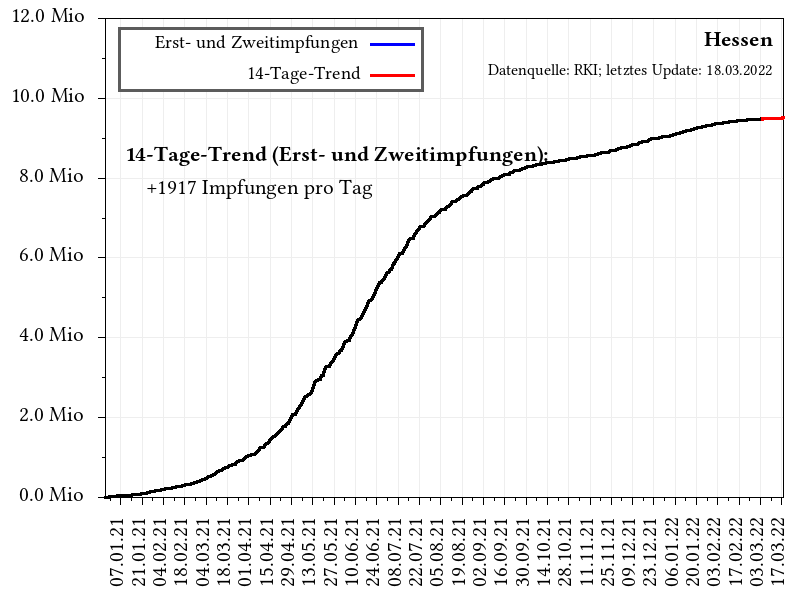 12.0 Mio
10.0 Mio
8.0 Mio
6.0 Mio
4.0 Mio
2.0 Mio
0.0 Mio
Erst- und Zweitimpfungen
14-Tage-Trend
Hessen
Datenquelle: RKI; letztes Update: 18.03.2022
14-Tage-Trend (Erst- und Zweitimpfungen):
+1917 Impfungen pro Tag
07.01.21
21.01.21
04.02.21
18.02.21
04.03.21
18.03.21
01.04.21
15.04.21
29.04.21
13.05.21
27.05.21
10.06.21
24.06.21
08.07.21
22.07.21
05.08.21
19.08.21
02.09.21
16.09.21
30.09.21
14.10.21
28.10.21
11.11.21
25.11.21
09.12.21
23.12.21
06.01.22
20.01.22
03.02.22
17.02.22
03.03.22
17.03.22